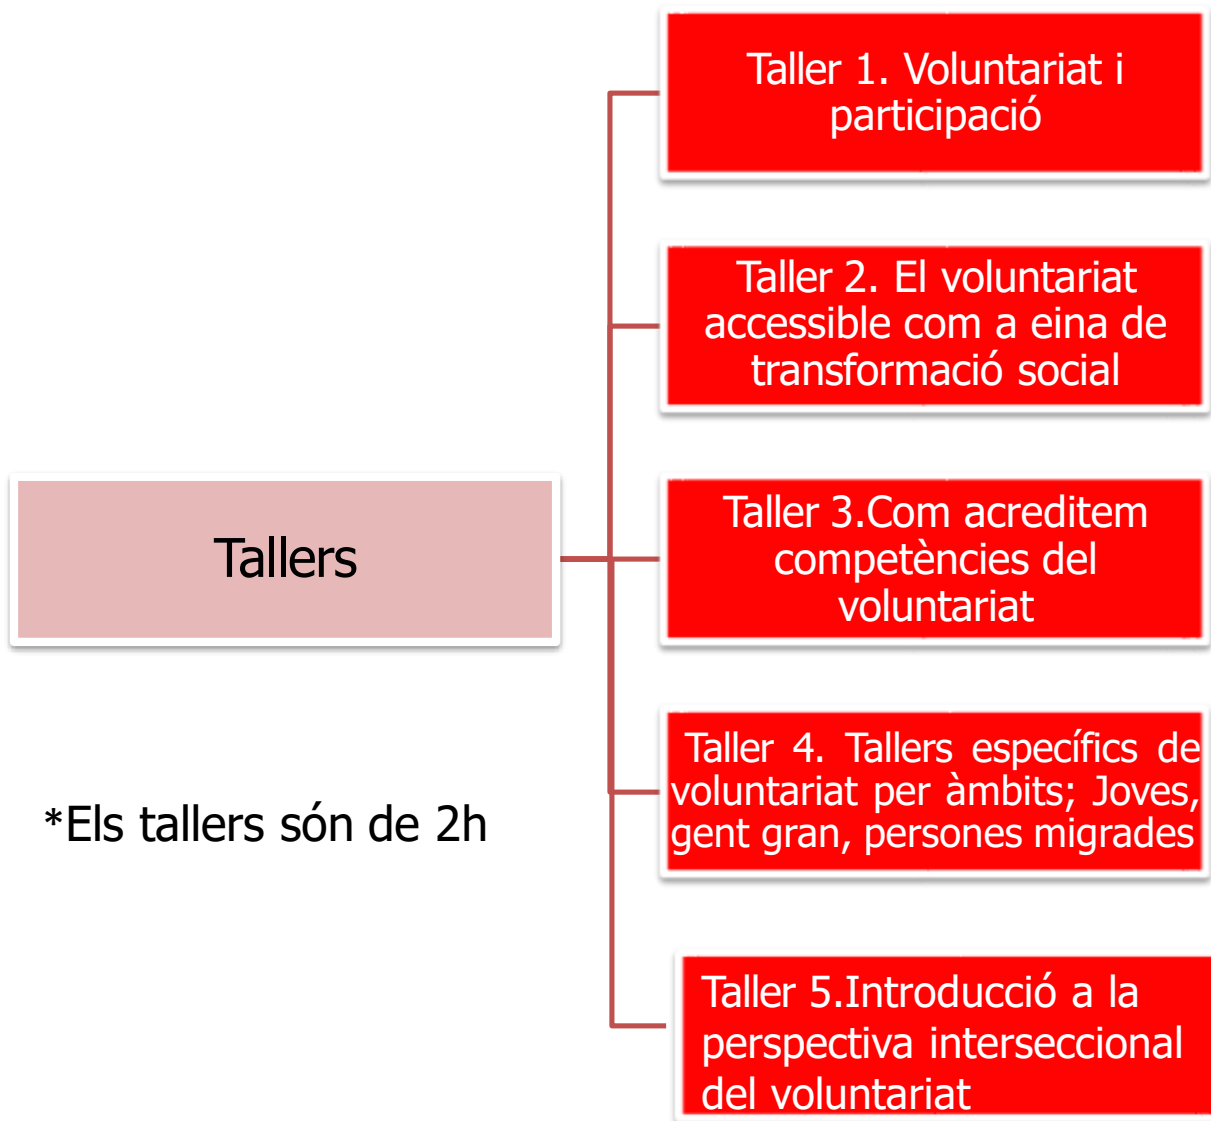 Taller 1. Voluntariat i
participació
Taller 2. El voluntariat
accessible com a eina de
transformació social
Tallers
Taller 3.Com acreditem
competències del
voluntariat
Taller 4. Tallers específics de
voluntariat per àmbits; Joves,
gent gran, persones migrades
*Els tallers són de 2h
Taller 5.Introducció a la
perspectiva interseccional
del voluntariat